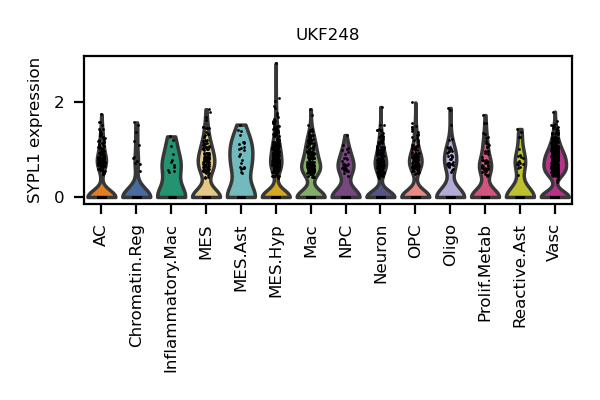 UKF248
SYPL1 expression
2
0
AC
Chromatin.Reg
Inflammatory.Mac
MES
MES.Ast
MES.Hyp
Mac
NPC
Neuron
OPC
Oligo
Prolif.Metab
Reactive.Ast
Vasc